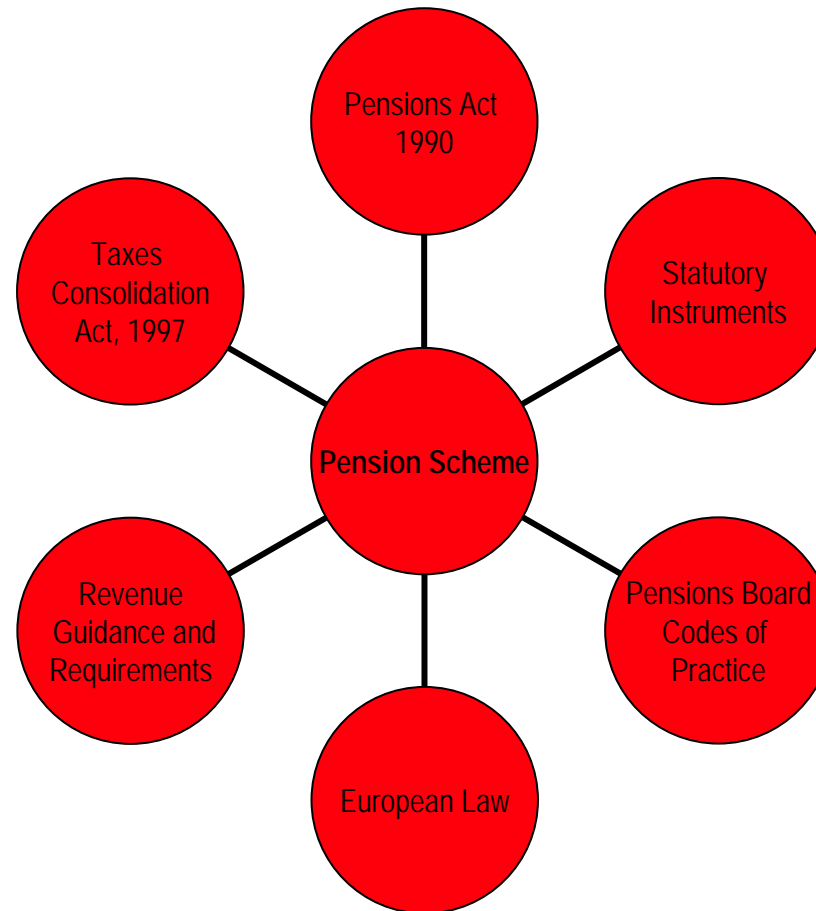 Pensions Act
1990
Taxes
Consolidation
Act, 1997
Statutory
Instruments
Pension Scheme
Revenue
Guidance and
Requirements
Pensions Board
Codes of
Practice
European Law